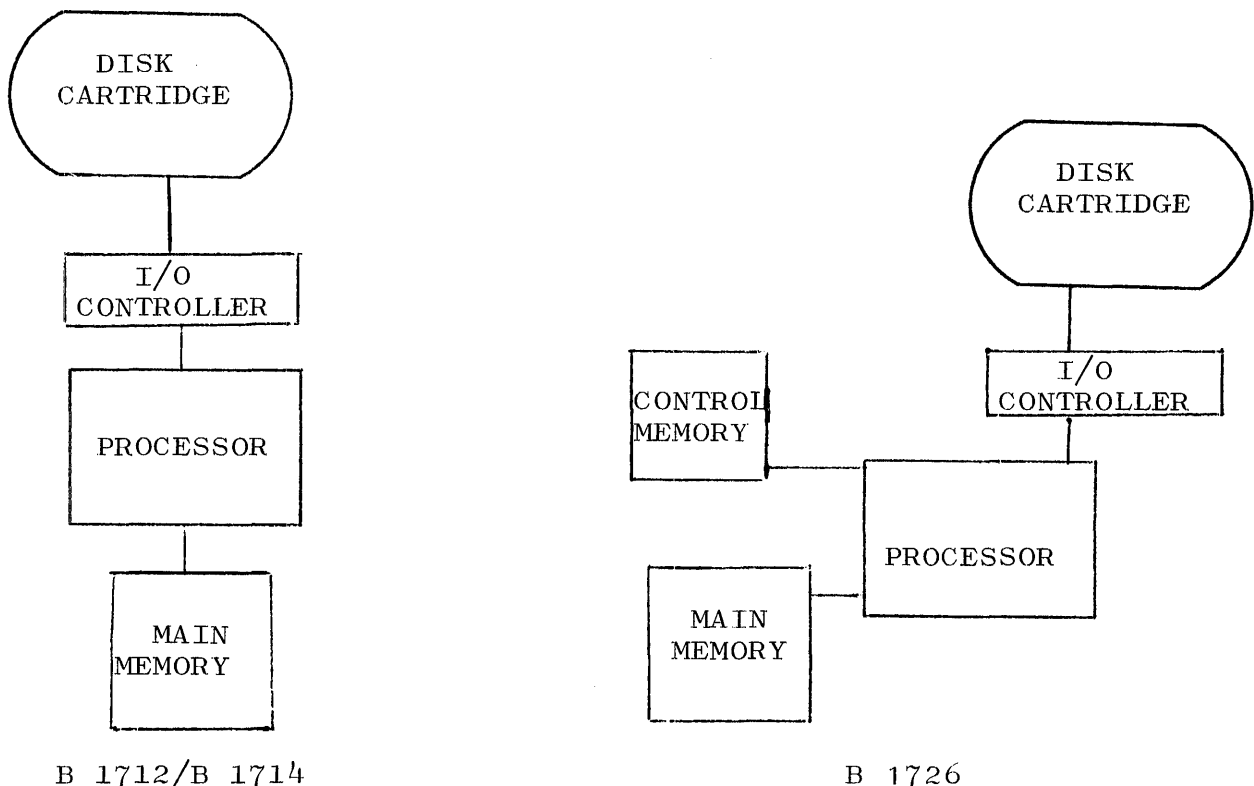 DISK
CARTRIDGE
I/O
CONTROLLER
PROCESSOR
MAIN
MEMORY
B 1712/B 1714
DISK
CARTRIDGE
I/O
CONTROLLER
CONTROL
MEMORY
PROCESSOR
MAIN
MEMORY
B 1726